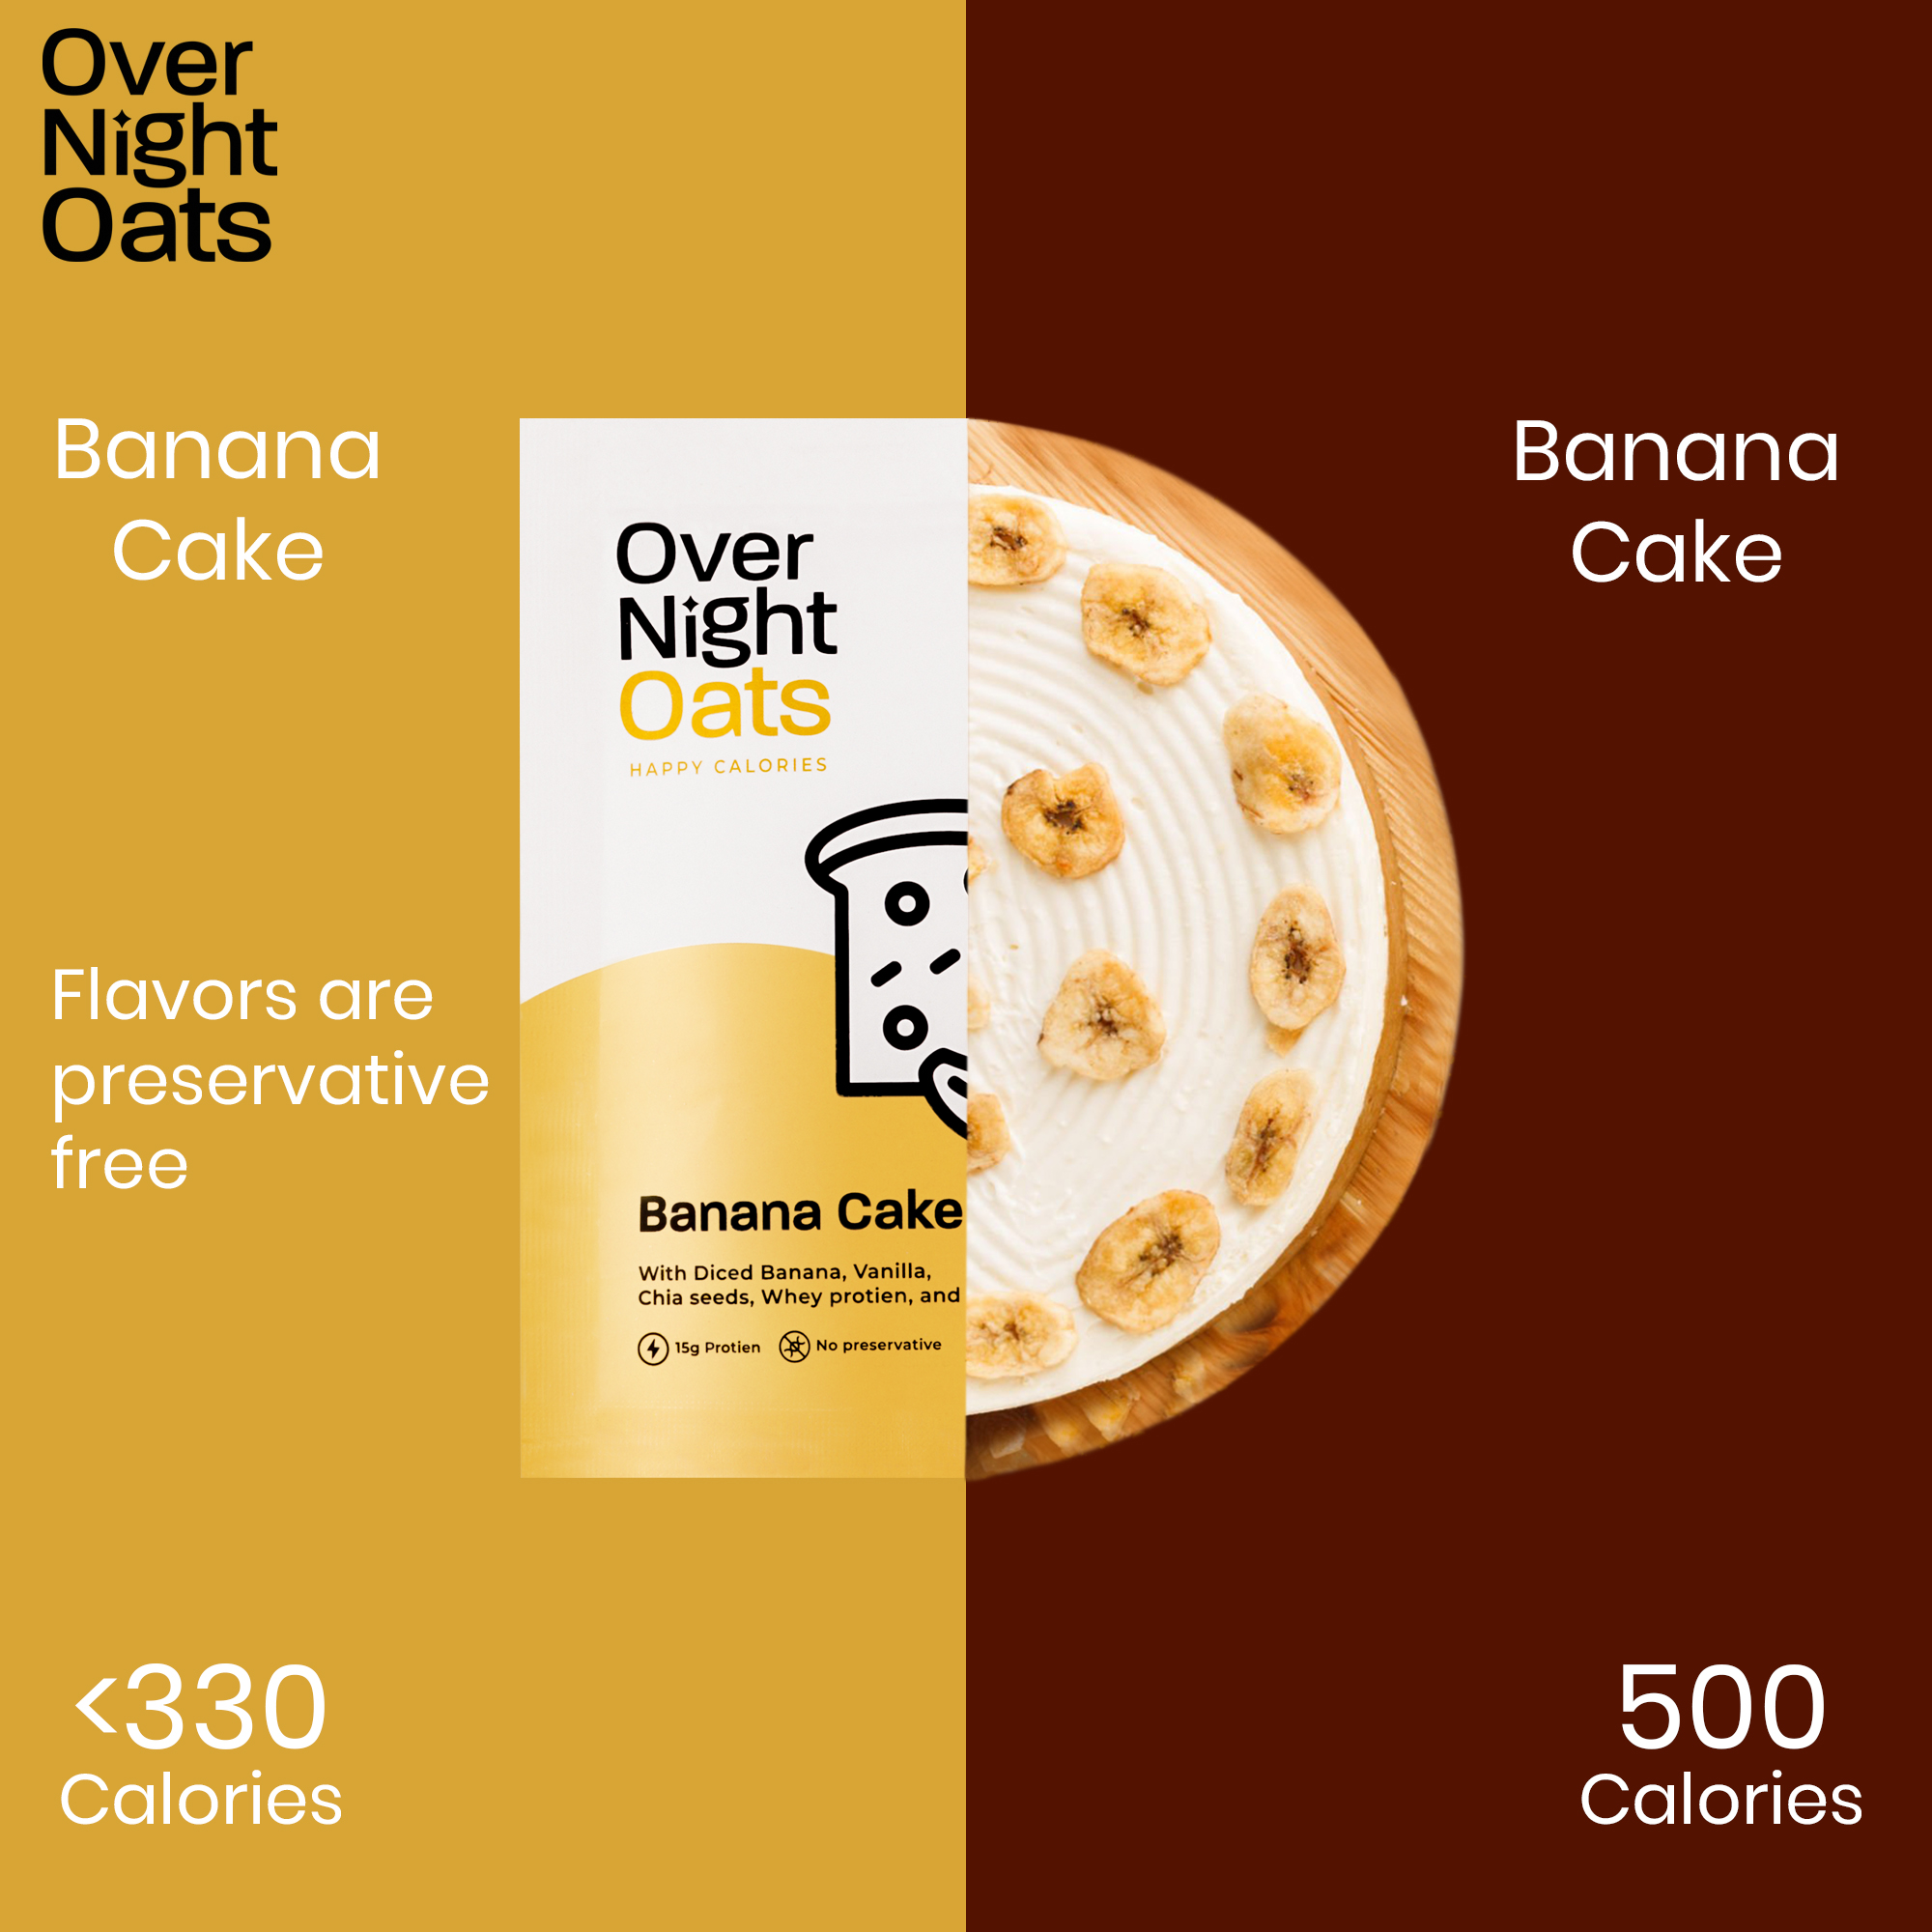 Over
Night
Oats
Banana
Cake
Banana
Cake
Over
Night
Oats
HAPPY CALORIES
Flavors are
preservative
free
Banana Cake
With Diced Banana, Vanilla,
Chia seeds, Whey protien, and
15g Protien No preservative
<330
Calories
500
Calories